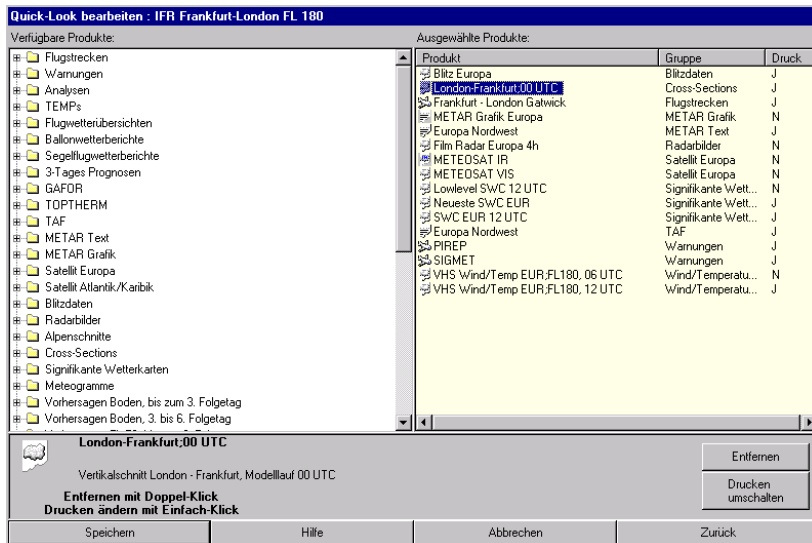 Quick-Look bearbeiten : IFR Frankfurt-London FL 180
Verfügbare Produkte:
Flugstrecken
Warnungen
Analysen
TEMPs
Flugwetterübersichten
Ballonwetterberichte
Segelflugwetterberichte
3-Tages Prognosen
GAFOR
TOPTHERM
TAF
METAR Text
METAR Grafik
Satellit Europa
Satellit Atlantik/Karibik
Blitzdaten
Radarbilder
Alpenschnitte
Cross-Sections
Signifikante Wetterkarten
Meteogramme
Vorhersagen Boden, bis zum 3. Folgetag
Vorhersagen Boden, 3. bis 6. Folgetag
Ausgewählte Produkte:
Produkt Gruppe Druck
Blitz Europa Blitzdaten J
London-Frankfurt;00 UTC Cross-Sections J
Frankfurt - London Gatwick Flugstrecken J
METAR Grafik Europa METAR Grafik N
Europa Nordwest METAR Text J
Film Radar Europa 4h Radarbilder N
METEOSAT IR Satellit Europa N
METEOSAT VIS Satellit Europa N
Lowlevel SWC 12 UTC Signifikante Wett... N
Neueste SWC EUR Signifikante Wett... J
SWC EUR 12 UTC Signifikante Wett... J
Europa Nordwest TAF J
PIREP Warnungen J
SIGMET Warnungen J
VHS Wind/Temp EUR;FL180, 06 UTC Wind/Temperatu... N
VHS Wind/Temp EUR;FL180, 12 UTC Wind/Temperatu... J
London-Frankfurt;00 UTC
Vertikalschnitt London - Frankfurt, Modellauf 00 UTC
Entfernen mit Doppel-Klick
Drucken ändern mit Einfach-Klick
Entfernen
Drucken
umschalten
Speichern Hilfe Abbrechen Zurück